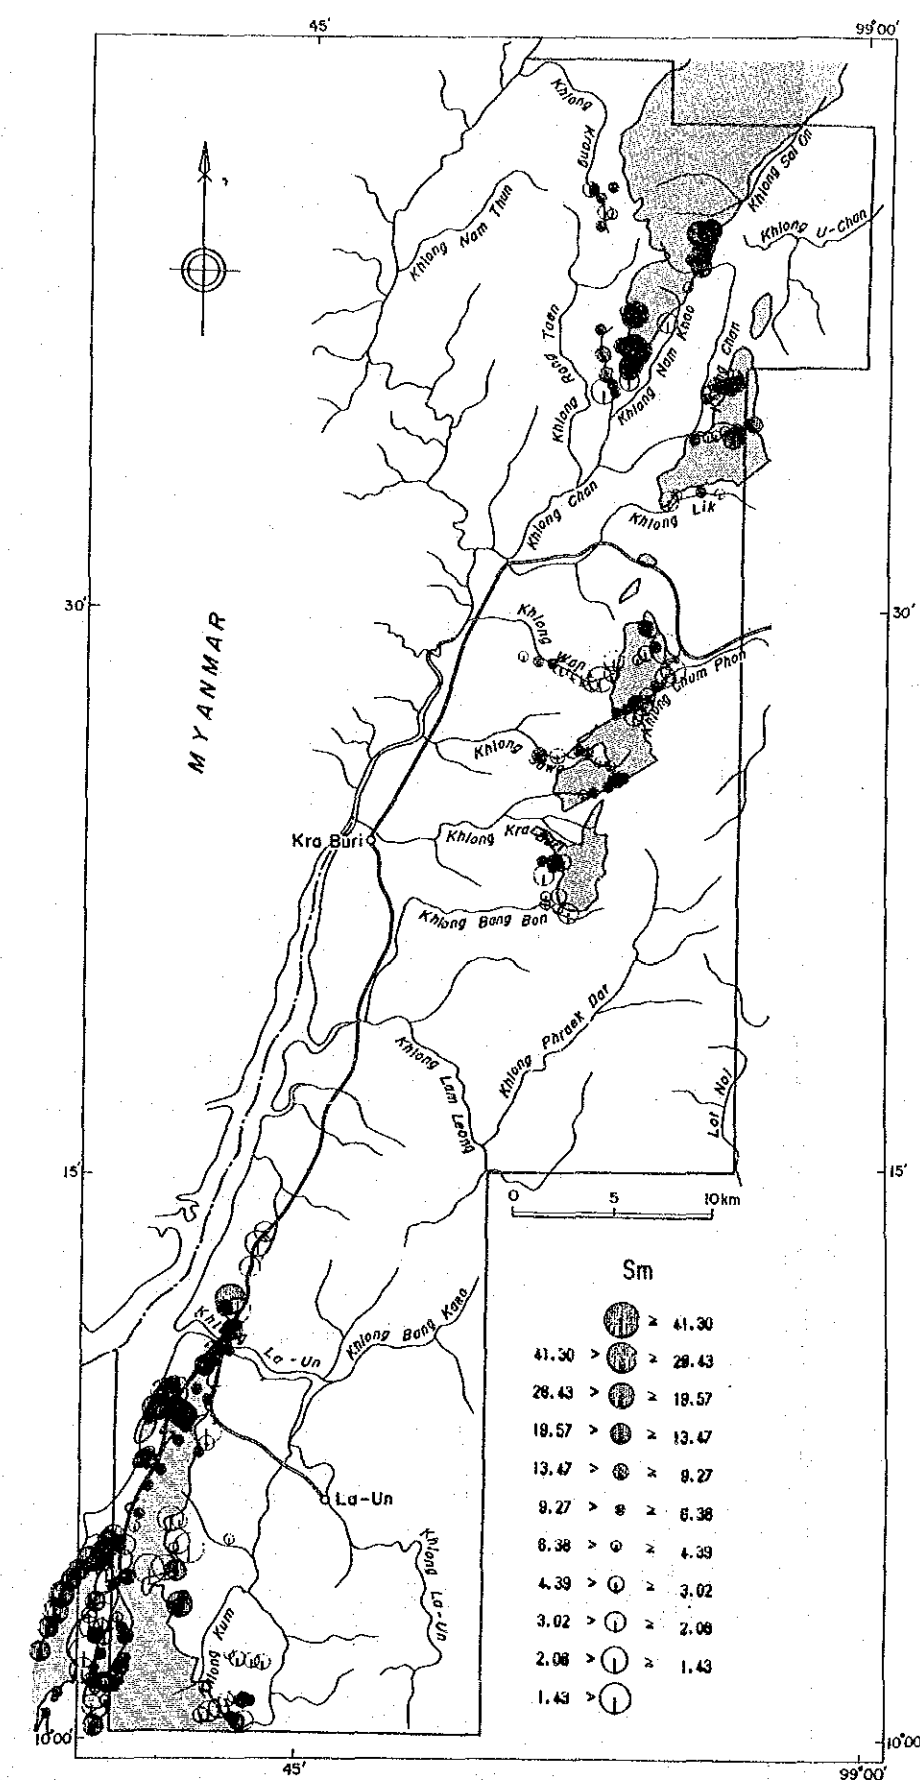 45'
99°00'
Khlong
Krang
Khlong Sai On
Khlong U-Chan
Khlong Nam Thun
Khlong Rang Taen
Khlong Nam Khao
Chan
Khlong Chan
Khlong Lik
30'
30'
MYANMAR
Khlong
Wan
Khlong Chum Phon
Khlong
Kra Buri
Khlong Kra Buri
Khlong Bang Bon
Khlong Phraek Dar
Khlong Lam Leang
Lot Noi
15'
15'
0 5 10km
Sm
≥ 41.30
41.30 > ≥ 28.43
28.43 > ≥ 19.57
19.57 > ≥ 13.47
13.47 > ≥ 9.27
9.27 > ≥ 6.38
6.38 > ≥ 4.39
4.39 > ≥ 3.02
3.02 > ≥ 2.08
2.08 > ≥ 1.43
1.43 >
Khlong
La-Un
Khlong Bang Kaeo
La-Un
Khlong La-Un
Khlong Kum
10°00'
10°00'
45'
99°00'